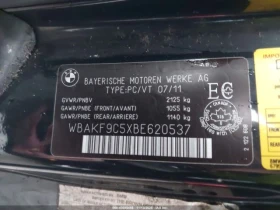 BAYERISCHE MOTOREN WERKE AG
TYPE:PC/VT 07/11
GVWR/PNBV 2125 kg
GAWR/PNBE (FRONT/AVANT) 1055 kg
GAWR/PNBE (REAR/ARRIERE) 1140 kg
EC
WBAKF9C5XBE620537